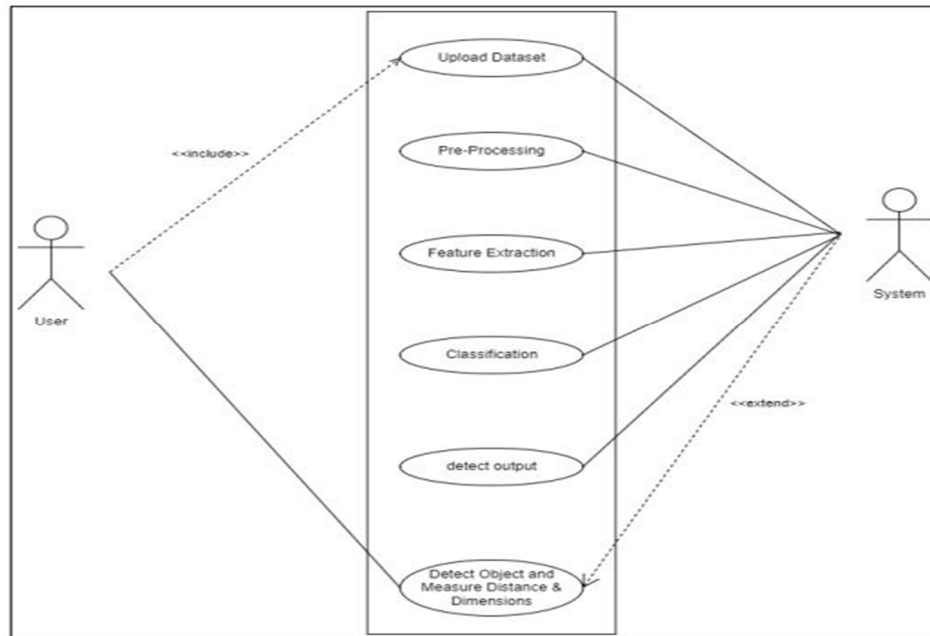 Upload Dataset
<<include>>
Pre-Processing
Feature Extraction
User
System
Classification
<<extend>>
detect output
Detect Object and
Measure Distance &
Dimensions